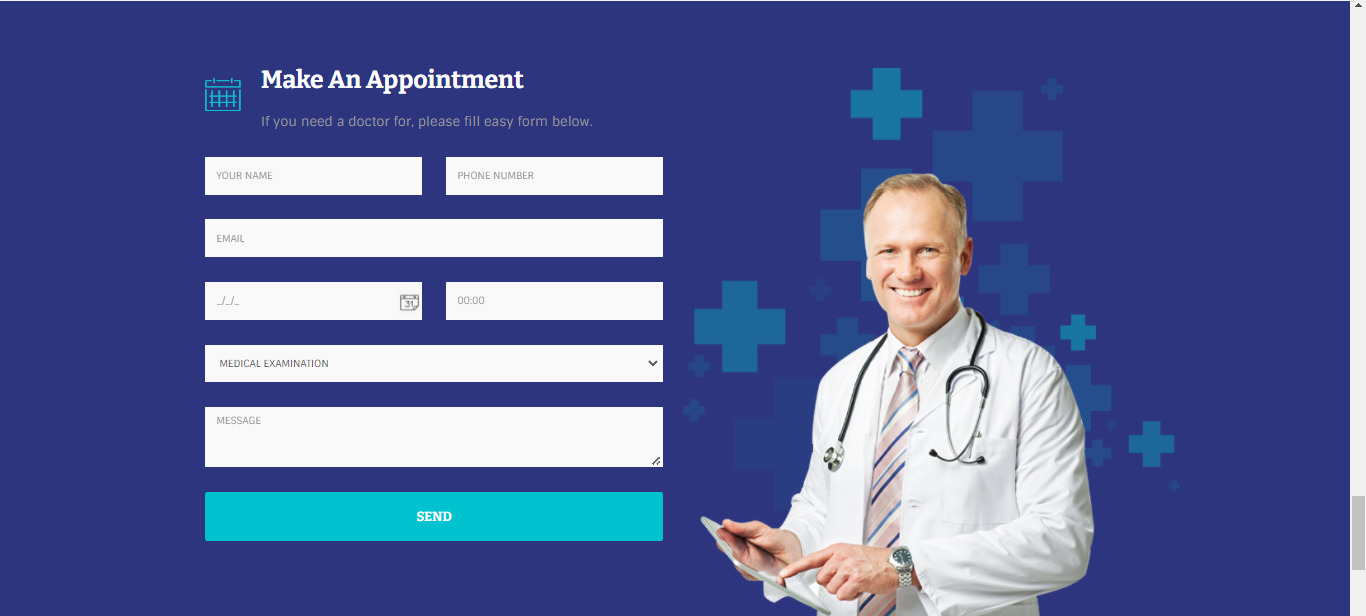 Make An Appointment
If you need a doctor for, please fill easy form below.
YOUR NAME
PHONE NUMBER
EMAIL
_/_/_
31
00:00
MEDICAL EXAMINATION
MESSAGE
SEND